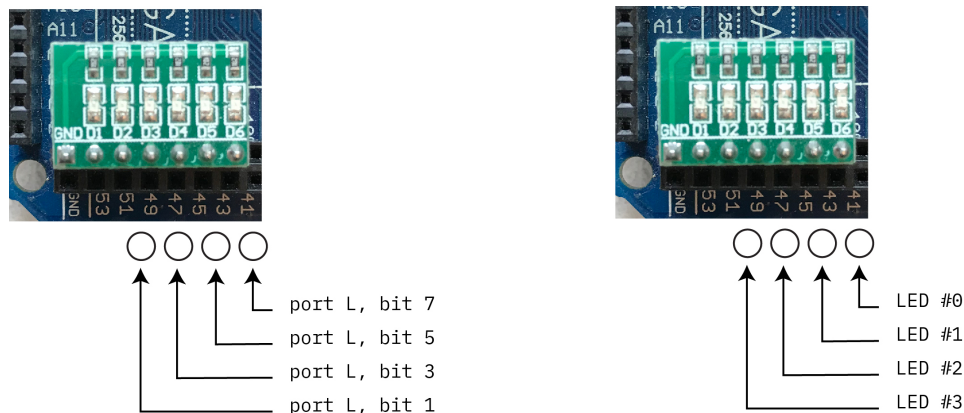 A11
256
GND D1 D2 D3 D4 D5 D6
GND 53 51 49 47 45 43 41
port L, bit 7
port L, bit 5
port L, bit 3
port L, bit 1
A11
256
GND D1 D2 D3 D4 D5 D6
GND 53 51 49 47 45 43 41
LED #0
LED #1
LED #2
LED #3